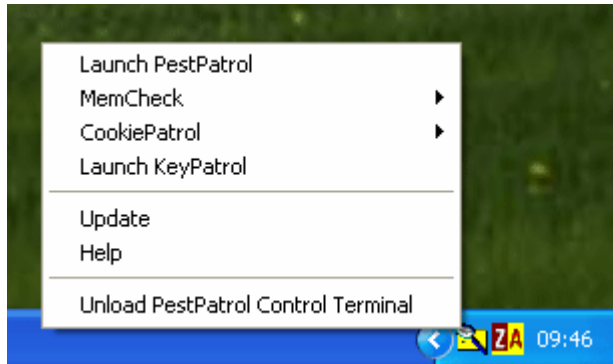 Launch PestPatrol
MemCheck
CookiePatrol
Launch KeyPatrol
Update
Help
Unload PestPatrol Control Terminal
ZA 09:46